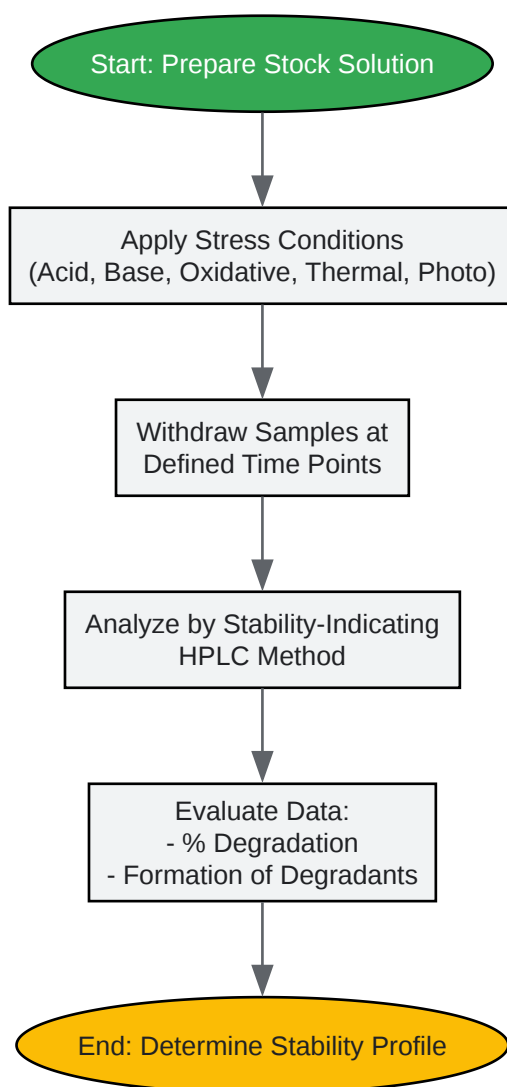 Start: Prepare Stock Solution
Apply Stress Conditions
(Acid, Base, Oxidative, Thermal, Photo)
Withdraw Samples at
Defined Time Points
Analyze by Stability-Indicating
HPLC Method
Evaluate Data:
- % Degradation
- Formation of Degradants
End: Determine Stability Profile